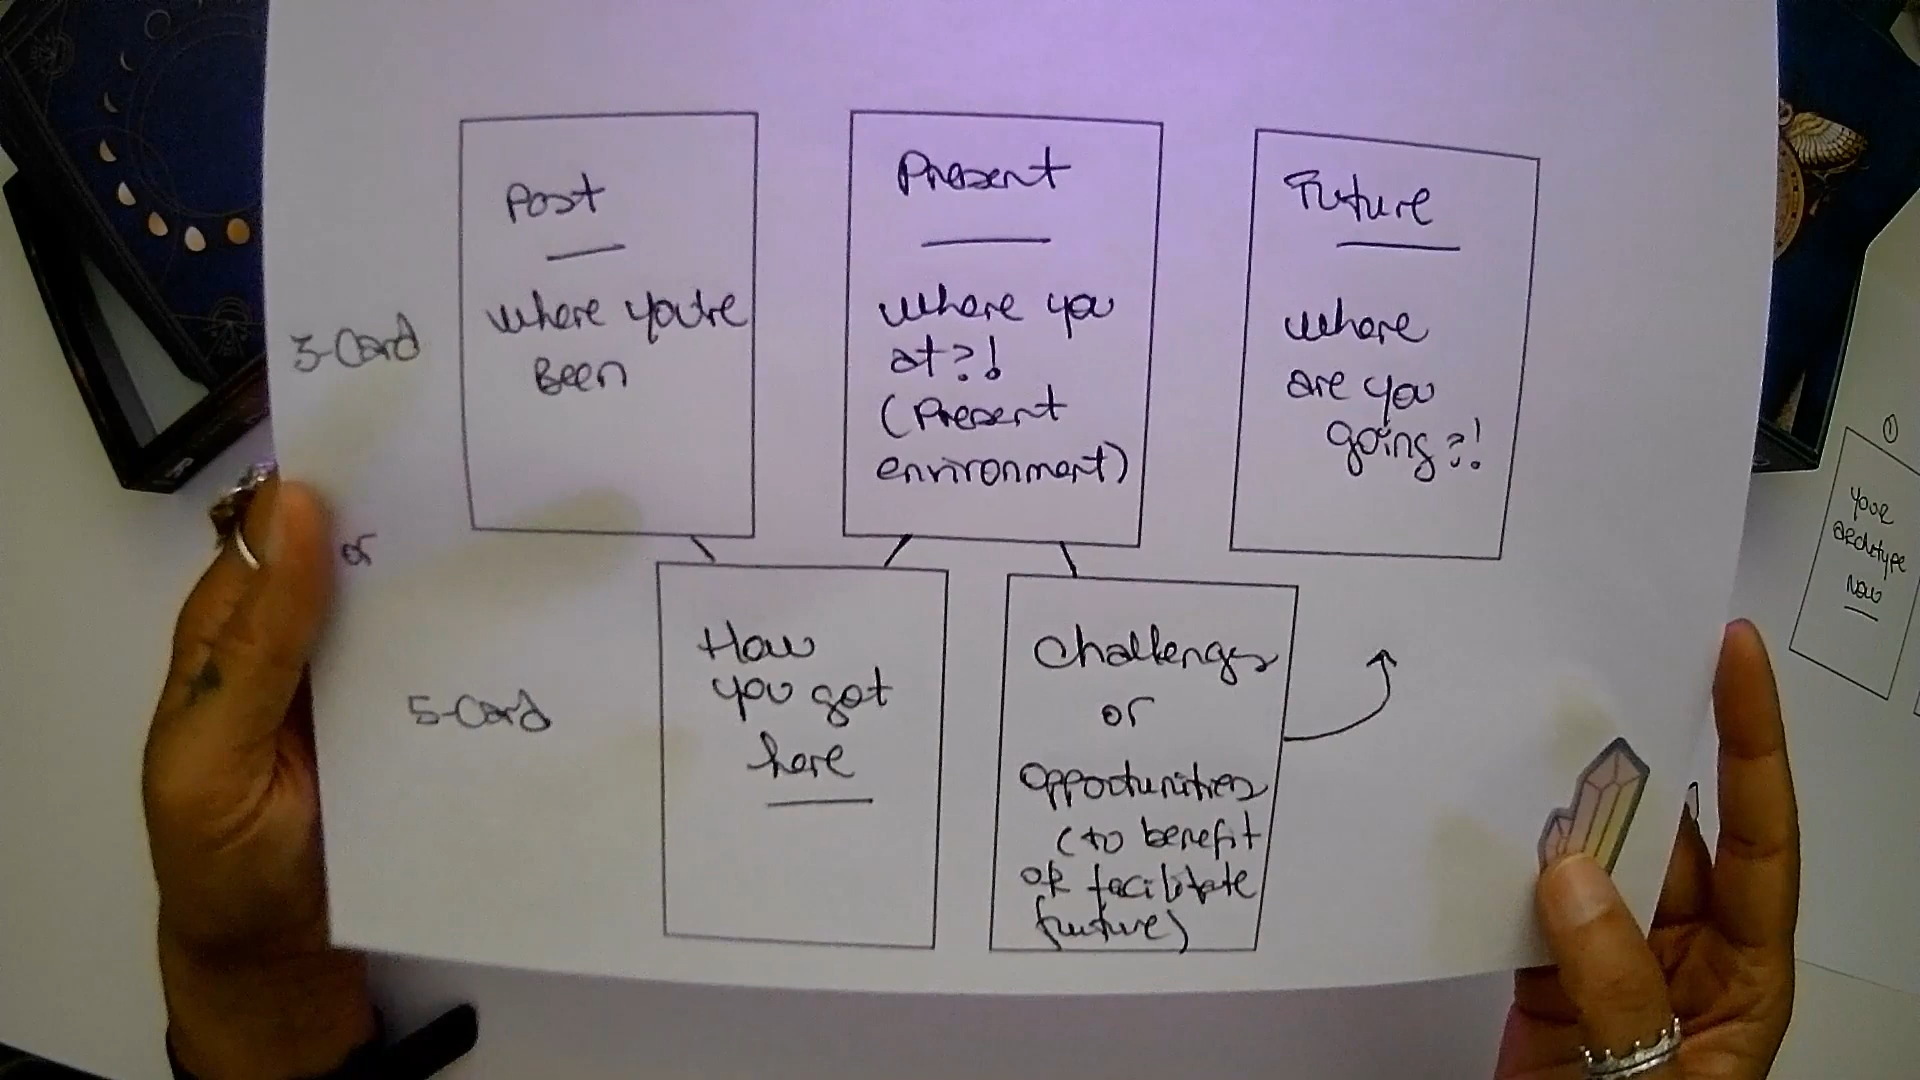 3-Card
Past
Where you're
Been
Present
Where you
at?!
(Present
environment)
Future
Where
are you
going?!
or
5-Card
How
you got
here
Challenges
or
opportunities
(to benefit
or facilitate
future)
1
Your
archetype
Now